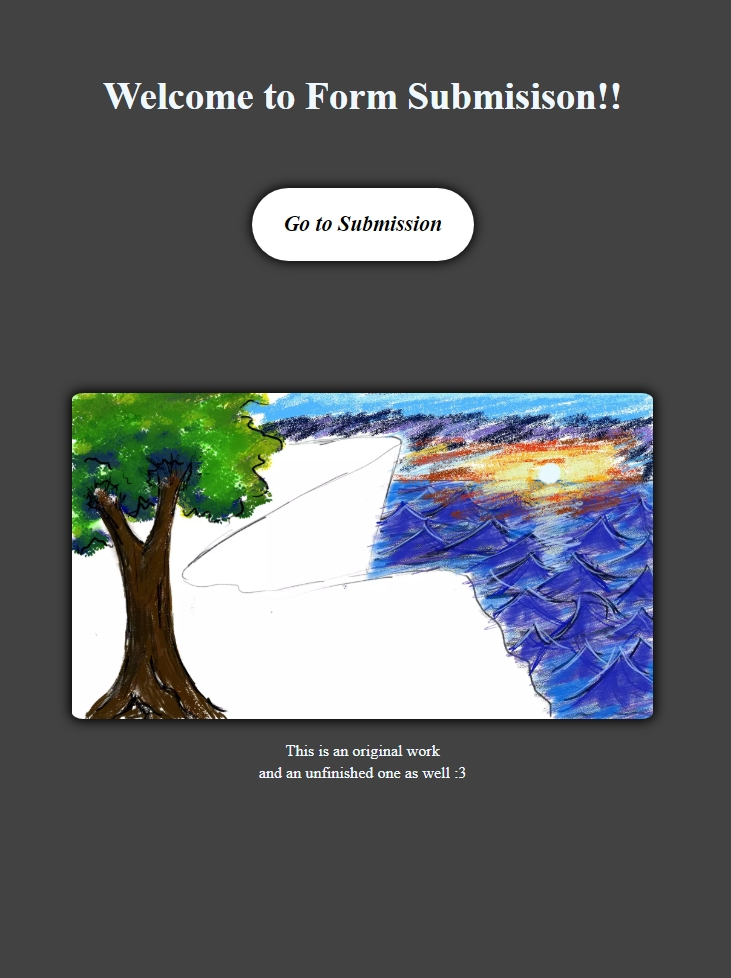 Welcome to Form Submisison!!
Go to Submission
This is an original work
and an unfinished one as well :3